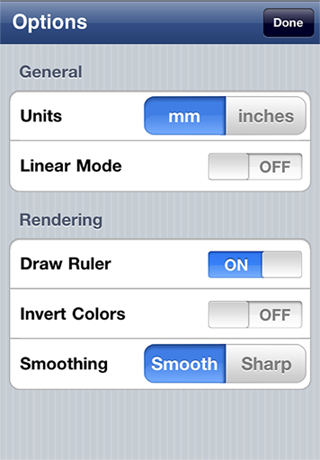 Options Done
General
Units mm inches
Linear Mode OFF
Rendering
Draw Ruler ON
Invert Colors OFF
Smoothing Smooth Sharp